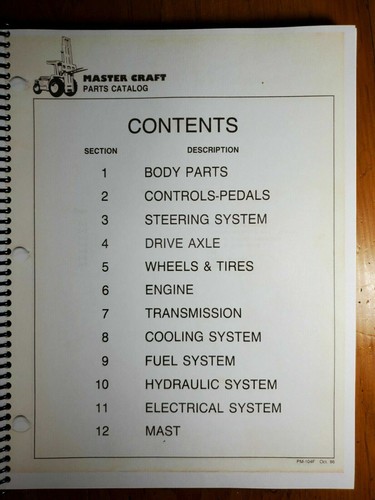 MASTER CRAFT
PARTS CATALOG
CONTENTS
SECTION DESCRIPTION
1 BODY PARTS
2 CONTROLS-PEDALS
3 STEERING SYSTEM
4 DRIVE AXLE
5 WHEELS & TIRES
6 ENGINE
7 TRANSMISSION
8 COOLING SYSTEM
9 FUEL SYSTEM
10 HYDRAULIC SYSTEM
11 ELECTRICAL SYSTEM
12 MAST